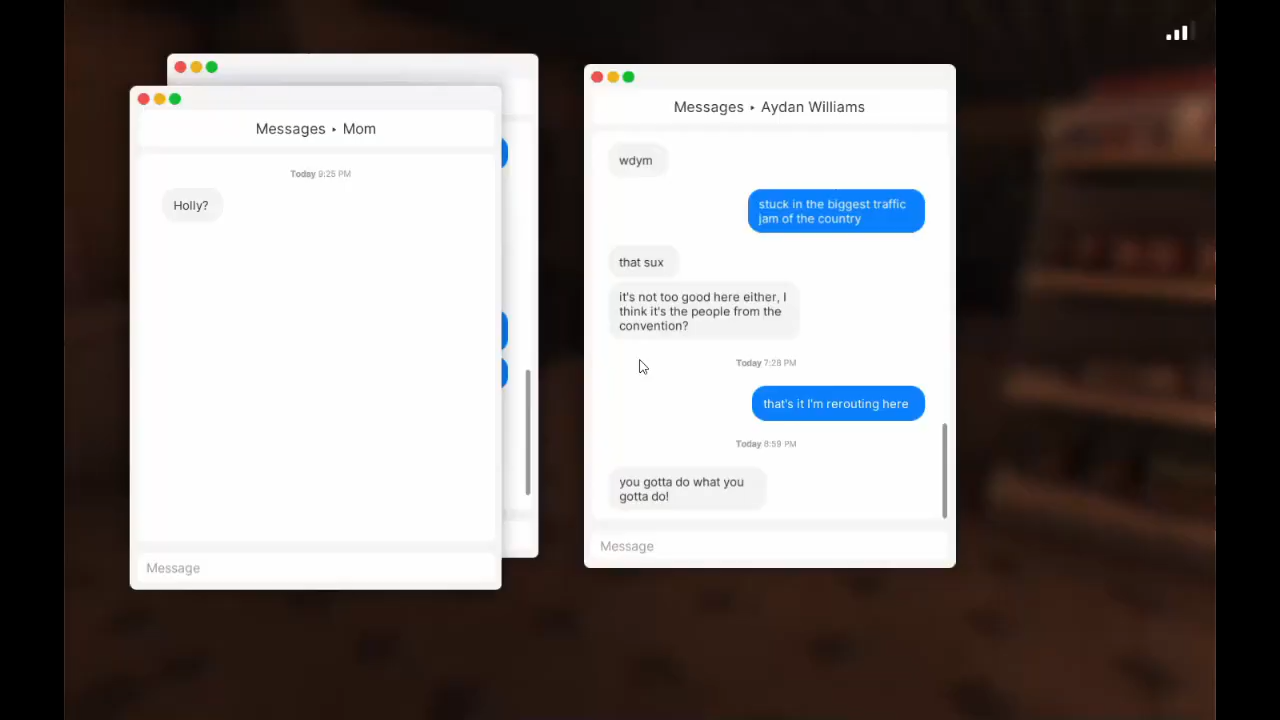 Messages ▸ Mom
Today 9:25 PM
Holly?
Message
Messages ▸ Aydan Williams
wdym
stuck in the biggest traffic
jam of the country
that sux
it's not too good here either, I
think it's the people from the
convention?
Today 7:28 PM
that's it I'm rerouting here
Today 8:59 PM
you gotta do what you
gotta do!
Message